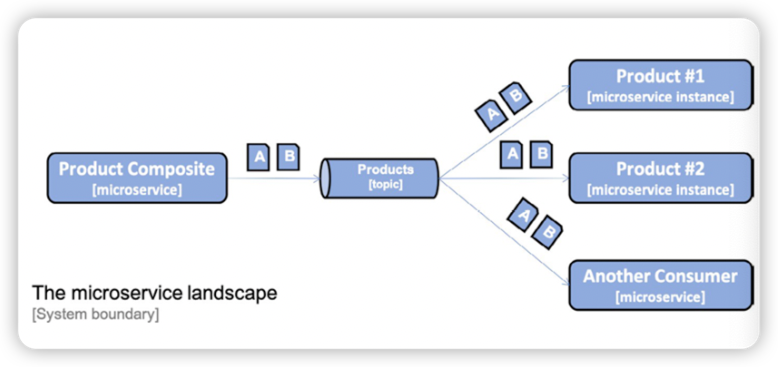 Product #1
[microservice instance]
A B
Product Composite
[microservice]
A B
Products
[topic]
A B
Product #2
[microservice instance]
A B
Another Consumer
[microservice]
The microservice landscape
[System boundary]